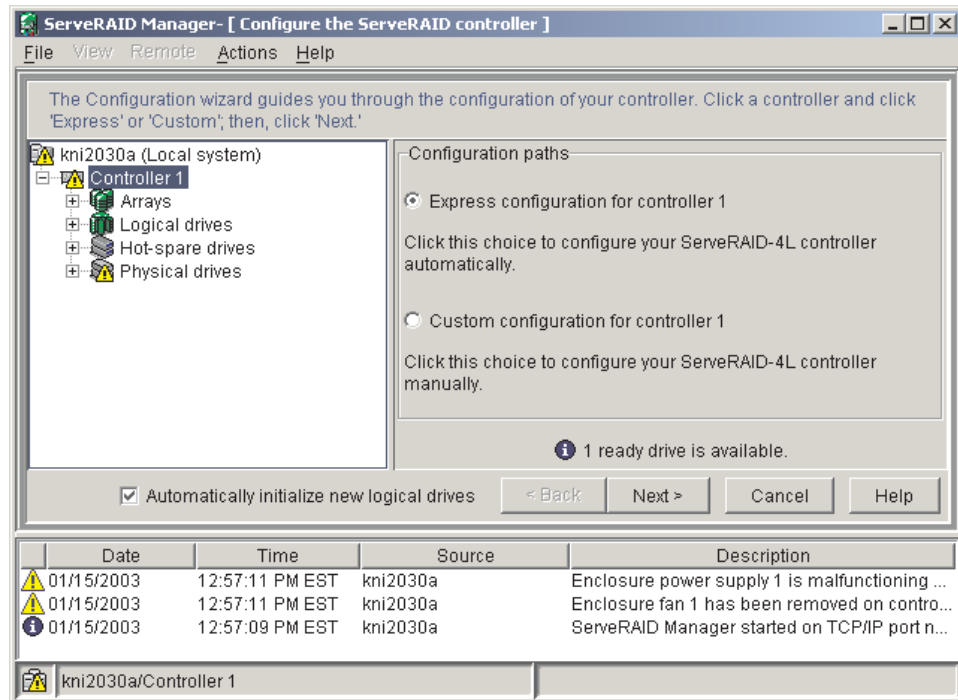 ServeRAID Manager- [ Configure the ServeRAID controller ]
File View Remote Actions Help
The Configuration wizard guides you through the configuration of your controller. Click a controller and click
'Express' or 'Custom'; then, click 'Next.'
kni2030a (Local system)
Controller 1
Arrays
Logical drives
Hot-spare drives
Physical drives
Configuration paths
Express configuration for controller 1
Click this choice to configure your ServeRAID-4L controller
automatically.
Custom configuration for controller 1
Click this choice to configure your ServeRAID-4L controller
manually.
1 ready drive is available.
Automatically initialize new logical drives < Back Next > Cancel Help
Date Time Source Description
01/15/2003 12:57:11 PM EST kni2030a Enclosure power supply 1 is malfunctioning ...
01/15/2003 12:57:11 PM EST kni2030a Enclosure fan 1 has been removed on contro...
01/15/2003 12:57:09 PM EST kni2030a ServeRAID Manager started on TCP/IP port n...
kni2030a/Controller 1